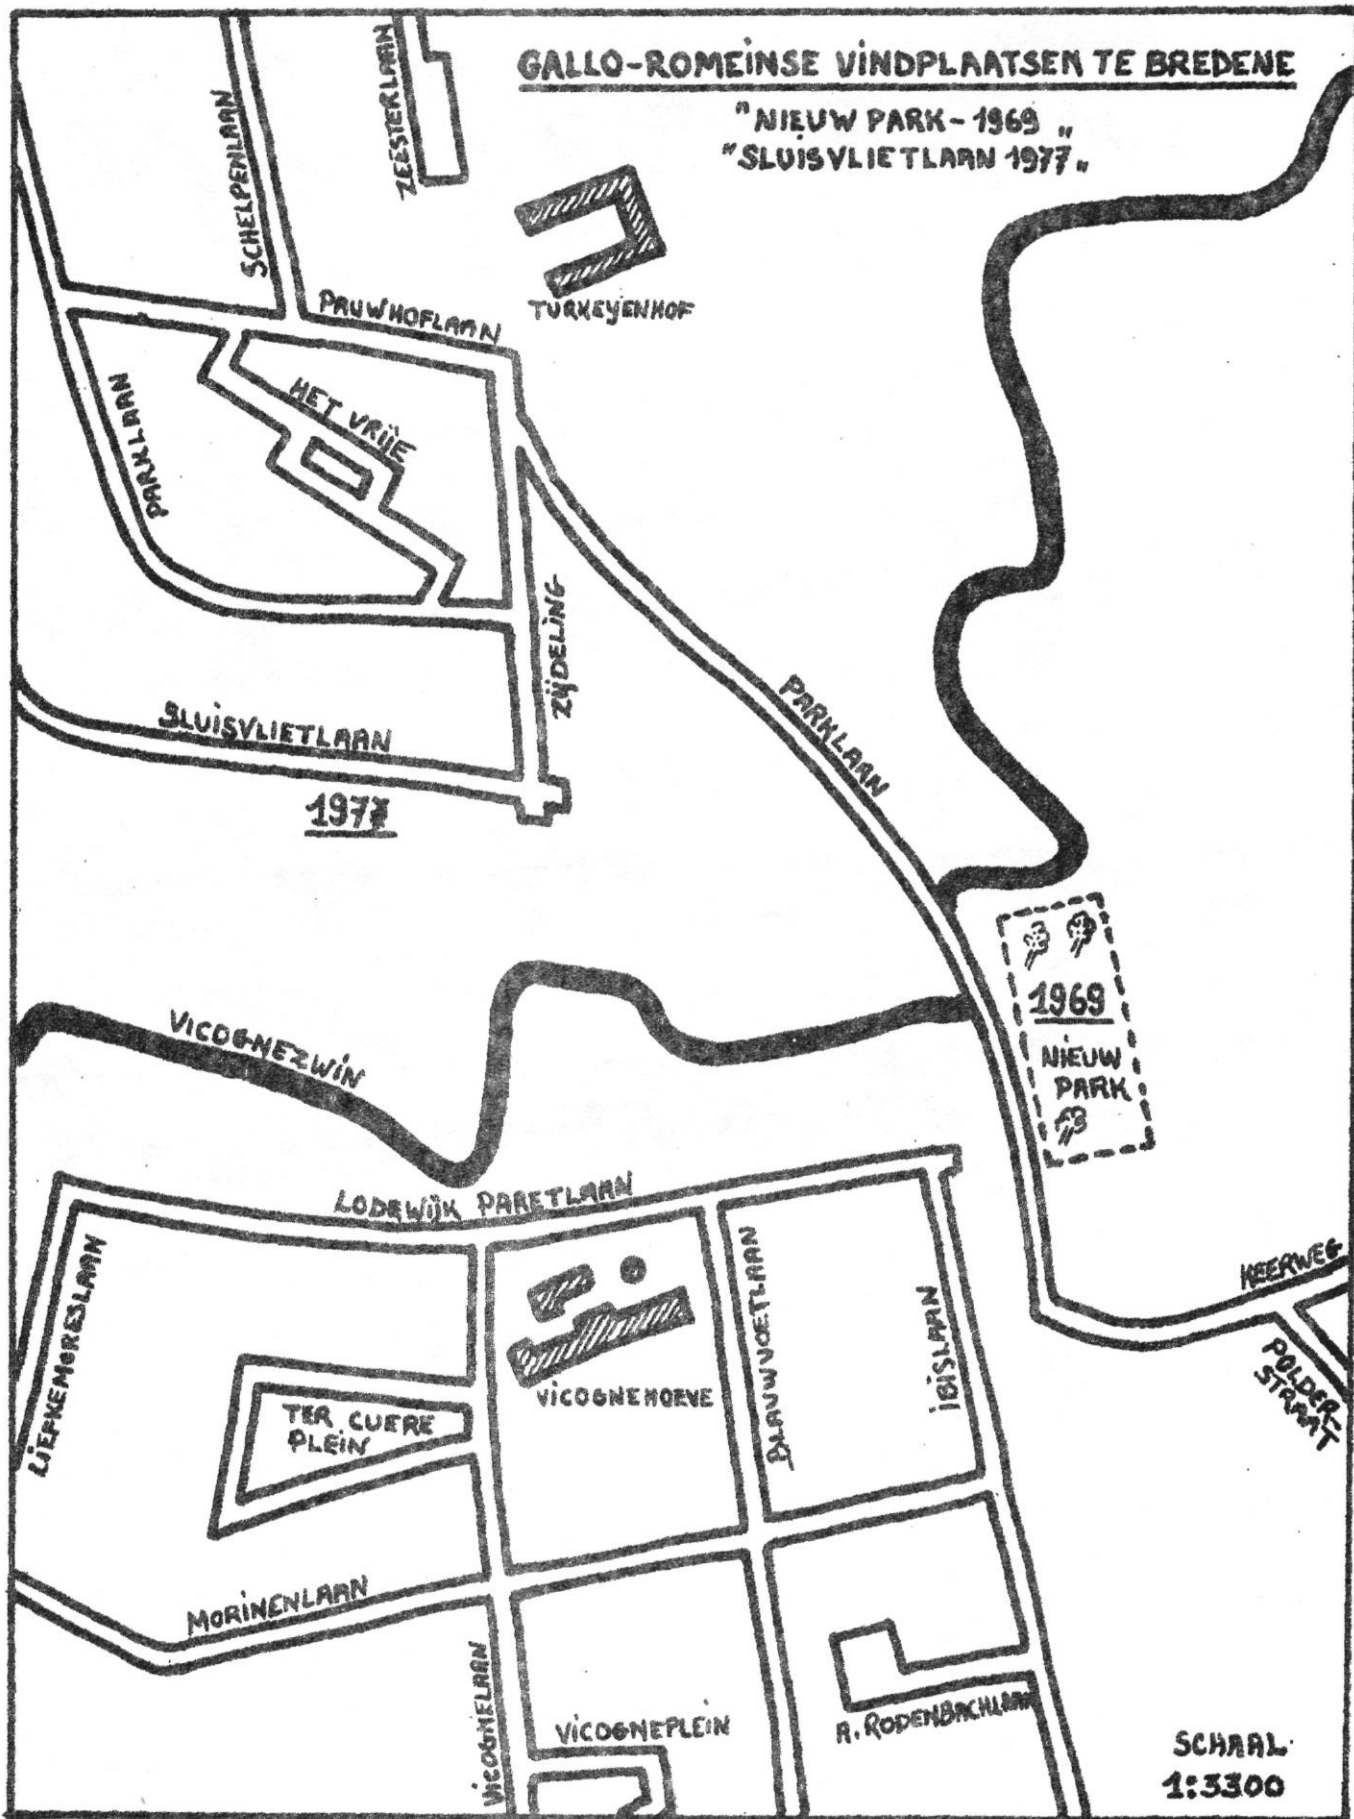 GALLO-ROMEINSE VINDPLAATSEN TE BREDENE
"NIEUW PARK - 1969 "
"SLUISVLIETLAAN 1977"
SCHELPENLAAN
ZEESTERLAAN
TURKEYENHOF
PAUWHOFLAAN
PARKLAAN
HET VRIJE
ZIJDELING
SLUISVLIETLAAN
1977
PARKLAAN
1969
NIEUW
PARK
VICOGNEZWIN
LODEWIJK PARETLAAN
LIEFKEMORESLAAN
TER CUERE
PLEIN
VICOGNEHOEVE
BLAUWVOETLAAN
IBISLAAN
KEERWEG
POLDER-
STRAAT
MORINENLAAN
VICOGNELAAN
VICOGNEPLEIN
A. RODENBACHLAAN
SCHAAL
1:3300